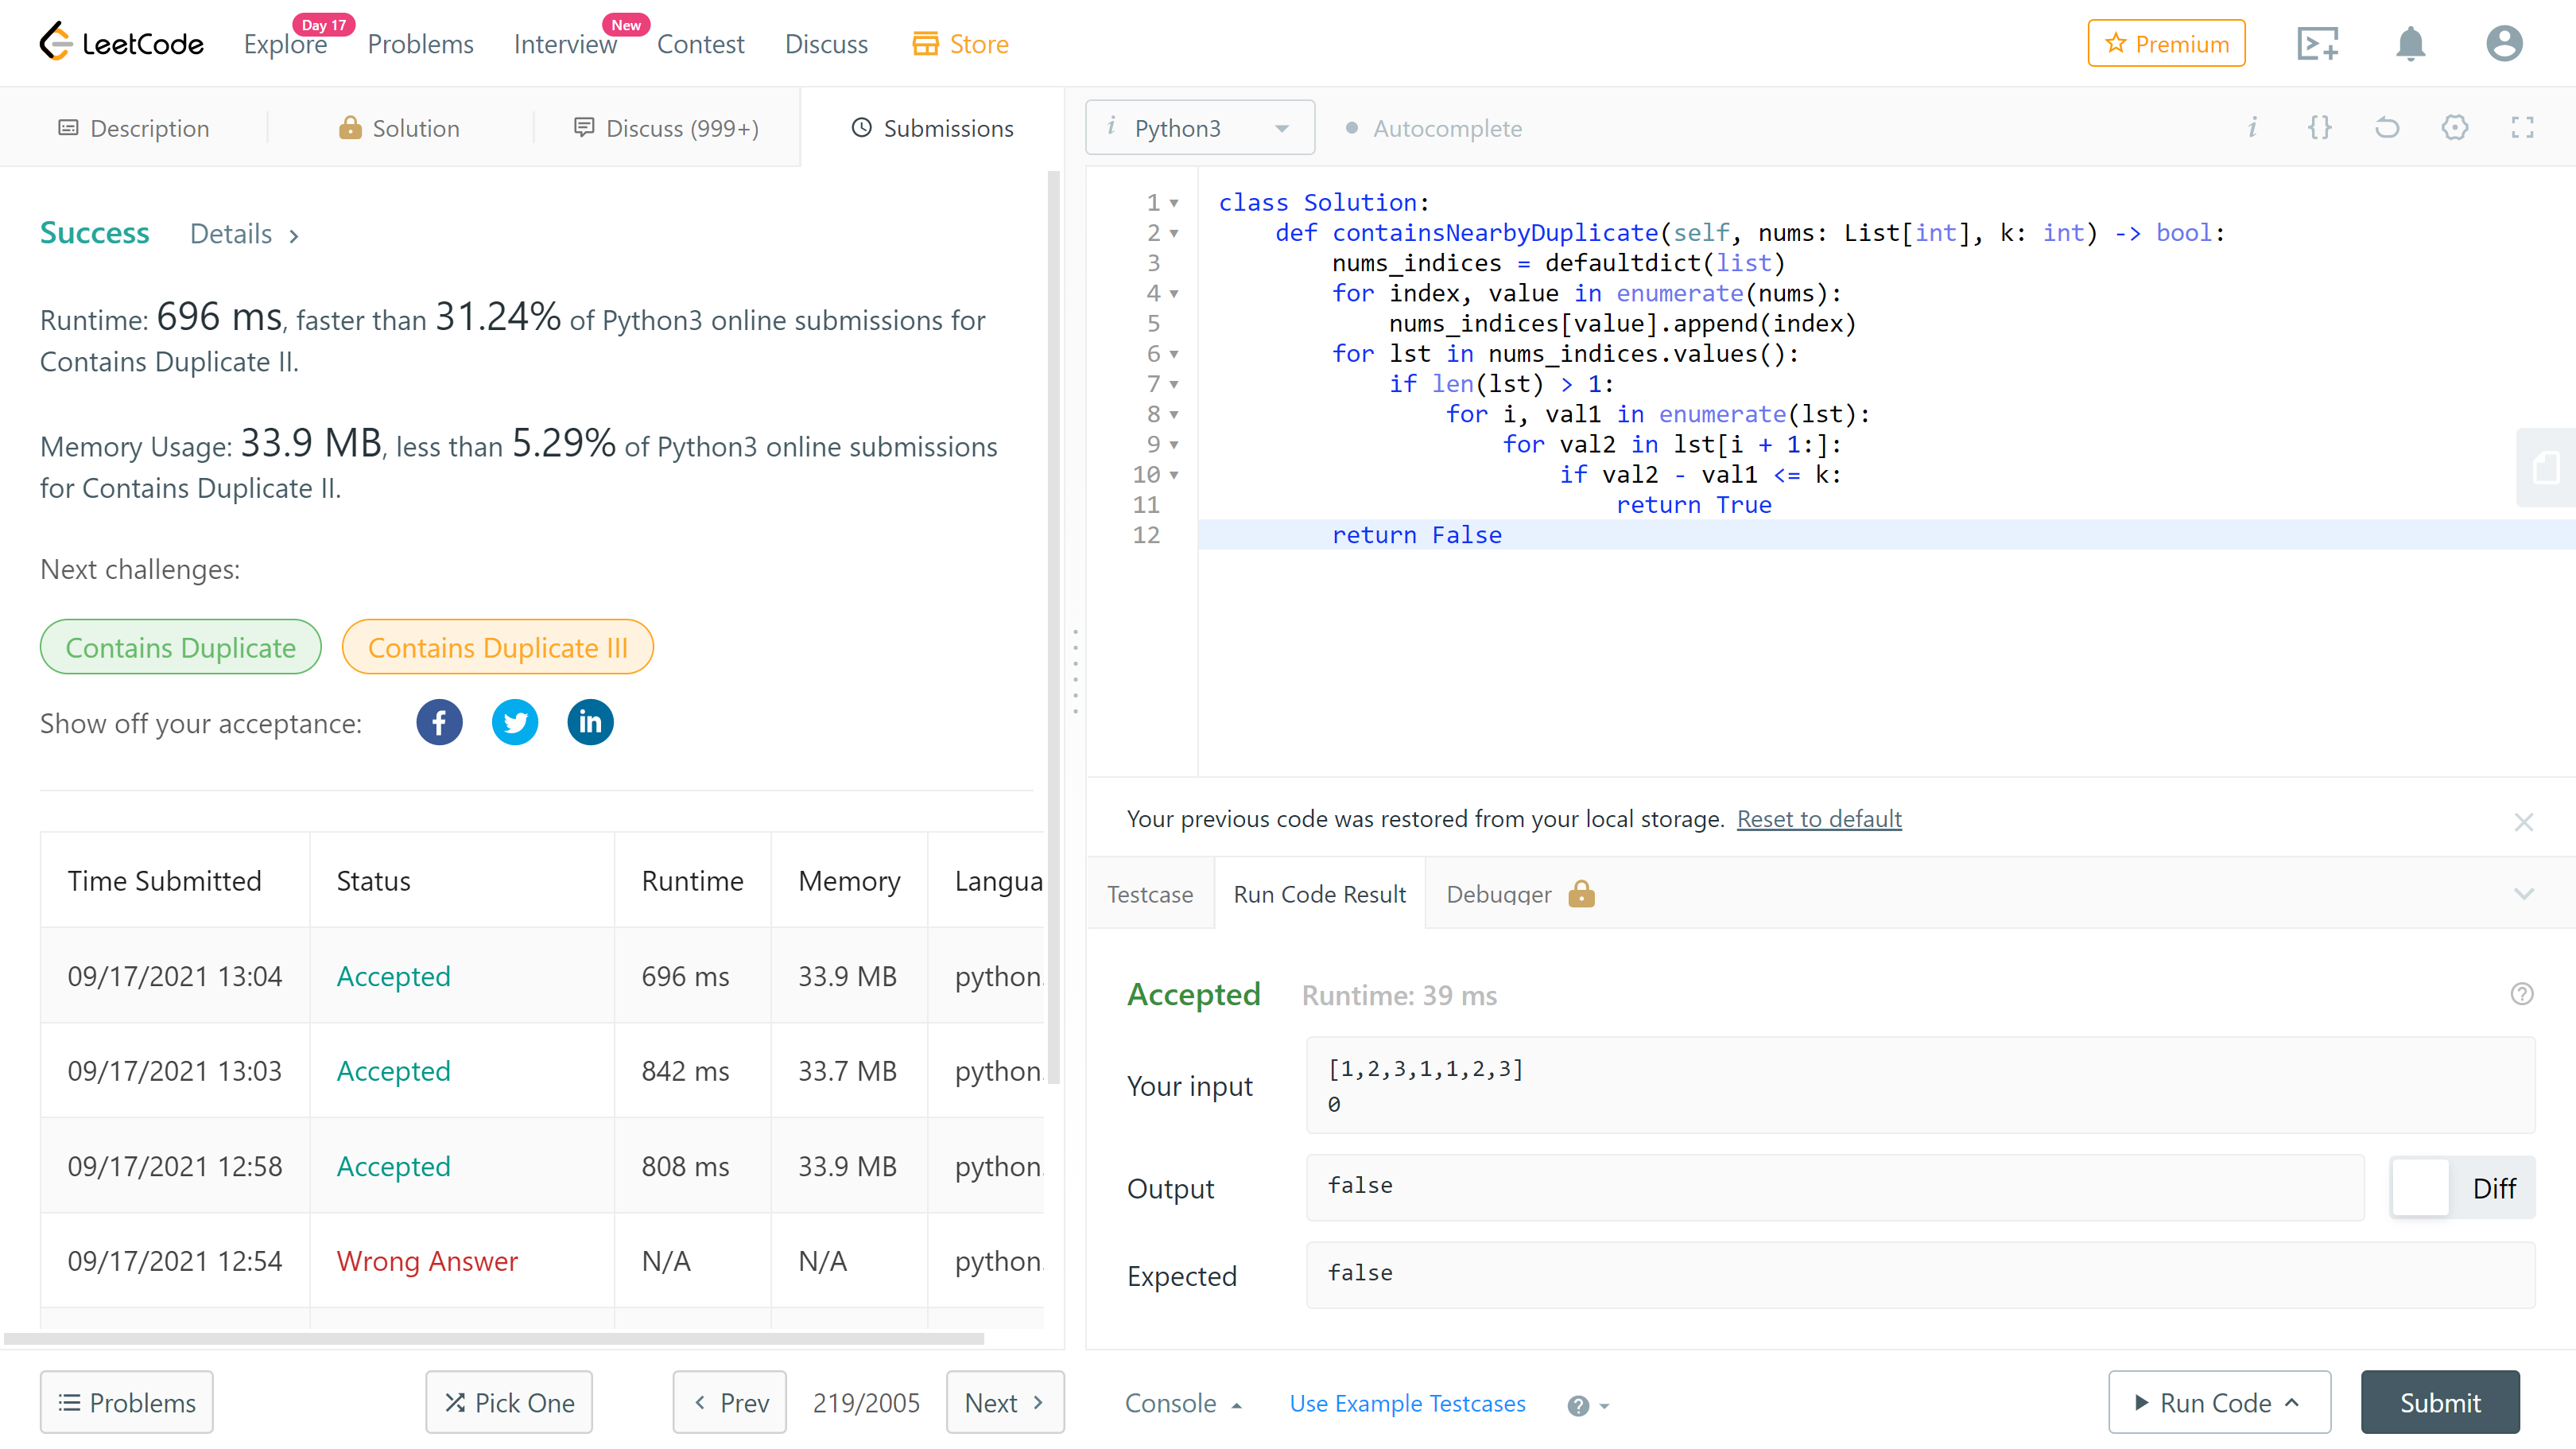 LeetCode
Explore
Day 17
Problems
Interview
New
Contest
Discuss
Store
Premium
Description
Solution
Discuss (999+)
Submissions
Success
Details
Runtime: 696 ms, faster than 31.24% of Python3 online submissions for
Contains Duplicate II.
Memory Usage: 33.9 MB, less than 5.29% of Python3 online submissions
for Contains Duplicate II.
Next challenges:
Contains Duplicate
Contains Duplicate III
Show off your acceptance:
Time Submitted Status Runtime Memory Langua
09/17/2021 13:04 Accepted 696 ms 33.9 MB python
09/17/2021 13:03 Accepted 842 ms 33.7 MB python
09/17/2021 12:58 Accepted 808 ms 33.9 MB python
09/17/2021 12:54 Wrong Answer N/A N/A python
Problems
Pick One
Prev
219/2005
Next
i Python3
Autocomplete
i {}
1 class Solution:
2     def containsNearbyDuplicate(self, nums: List[int], k: int) -> bool:
3         nums_indices = defaultdict(list)
4         for index, value in enumerate(nums):
5             nums_indices[value].append(index)
6         for lst in nums_indices.values():
7             if len(lst) > 1:
8                 for i, val1 in enumerate(lst):
9                     for val2 in lst[i + 1:]:
10                         if val2 - val1 <= k:
11                             return True
12         return False
Your previous code was restored from your local storage. Reset to default
Testcase
Run Code Result
Debugger
Accepted Runtime: 39 ms
Your input
[1,2,3,1,1,2,3]
0
Output
false
Diff
Expected
false
Console
Use Example Testcases
Run Code
Submit